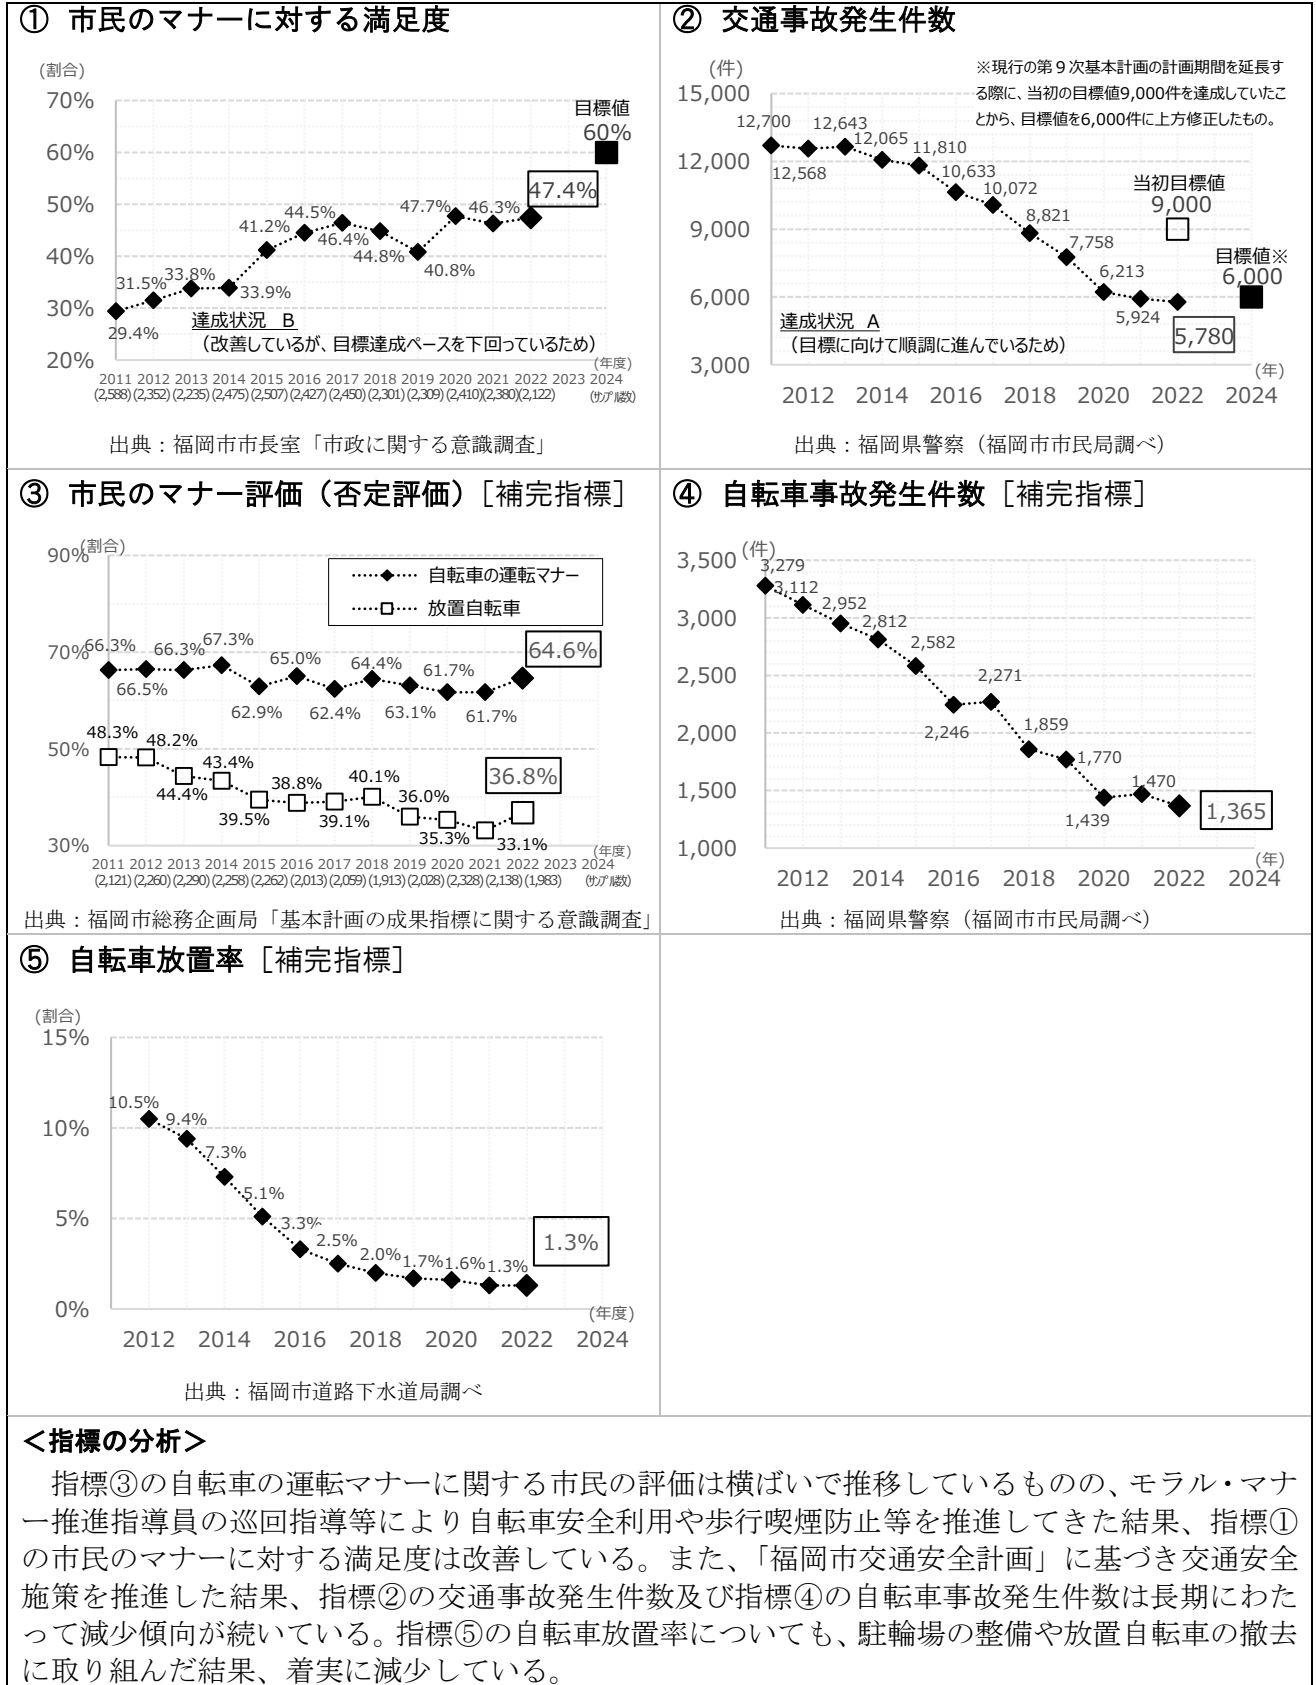 ① 市民のマナーに対する満足度
(割合)
70%
60%
50%
40%
30%
20%
目標値
60%
47.4%
29.4%
31.5%
33.8%
33.9%
41.2%
44.5%
46.4%
44.8%
40.8%
47.7%
46.3%
達成状況 B
(改善しているが、目標達成ペースを下回っているため)
(年度)
2011 2012 2013 2014 2015 2016 2017 2018 2019 2020 2021 2022 2023 2024
(2,588) (2,352) (2,235) (2,475) (2,507) (2,427) (2,450) (2,301) (2,309) (2,410) (2,380) (2,122) (サンプル数)
出典：福岡市市長室「市政に関する意識調査」
② 交通事故発生件数
(件)
※現行の第９次基本計画の計画期間を延長す
る際に、当初の目標値9,000件を達成していたこ
とから、目標値を6,000件に上方修正したもの。
15,000
12,000
9,000
6,000
3,000
12,700
12,568
12,643
12,065
11,810
10,633
10,072
8,821
7,758
6,213
5,924
5,780
当初目標値
9,000
目標値※
6,000
達成状況 A
(目標に向けて順調に進んでいるため)
(年)
2012 2014 2016 2018 2020 2022 2024
出典：福岡県警察（福岡市市民局調べ）
③ 市民のマナー評価（否定評価）［補完指標］
(割合)
90%
70%
50%
30%
自転車の運転マナー
放置自転車
66.3%
66.5%
66.3%
67.3%
62.9%
65.0%
62.4%
64.4%
63.1%
61.7%
61.7%
64.6%
48.3%
48.2%
44.4%
43.4%
39.5%
38.8%
39.1%
40.1%
36.0%
35.3%
33.1%
36.8%
(年度)
2011 2012 2013 2014 2015 2016 2017 2018 2019 2020 2021 2022 2023 2024
(2,121) (2,260) (2,290) (2,258) (2,262) (2,013) (2,059) (1,913) (2,028) (2,328) (2,138) (1,983) (サンプル数)
出典：福岡市総務企画局「基本計画の成果指標に関する意識調査」
④ 自転車事故発生件数［補完指標］
(件)
3,500
3,000
2,500
2,000
1,500
1,000
3,279
3,112
2,952
2,812
2,582
2,246
2,271
1,859
1,770
1,439
1,470
1,365
(年)
2012 2014 2016 2018 2020 2022 2024
出典：福岡県警察（福岡市市民局調べ）
⑤ 自転車放置率［補完指標］
(割合)
15%
10%
5%
0%
10.5%
9.4%
7.3%
5.1%
3.3%
2.5%
2.0%
1.7%
1.6%
1.3%
1.3%
(年度)
2012 2014 2016 2018 2020 2022 2024
出典：福岡市道路下水道局調べ
＜指標の分析＞
指標③の自転車の運転マナーに関する市民の評価は横ばいで推移しているものの、モラル・マナ
ー推進指導員の巡回指導等により自転車安全利用や歩行喫煙防止等を推進してきた結果、指標①
の市民のマナーに対する満足度は改善している。また、「福岡市交通安全計画」に基づき交通安全
施策を推進した結果、指標②の交通事故発生件数及び指標④の自転車事故発生件数は長期にわた
って減少傾向が続いている。指標⑤の自転車放置率についても、駐輪場の整備や放置自転車の撤去
に取り組んだ結果、着実に減少している。